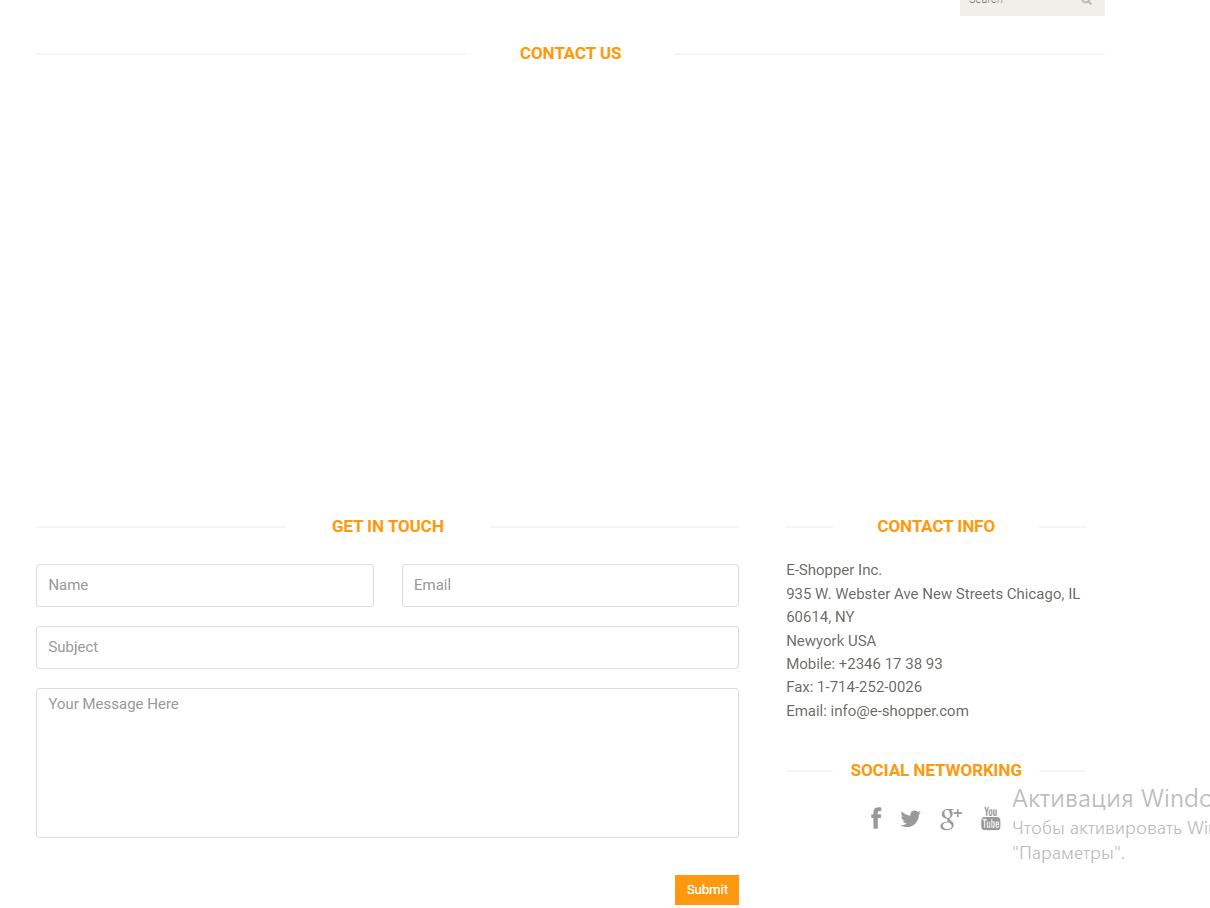 Search
CONTACT US
GET IN TOUCH
Name
Email
Subject
Your Message Here
Submit
CONTACT INFO
E-Shopper Inc.
935 W. Webster Ave New Streets Chicago, IL
60614, NY
Newyork USA
Mobile: +2346 17 38 93
Fax: 1-714-252-0026
Email: info@e-shopper.com
SOCIAL NETWORKING
You
Tube
Активация Windo
Чтобы активировать Wi
"Параметры".